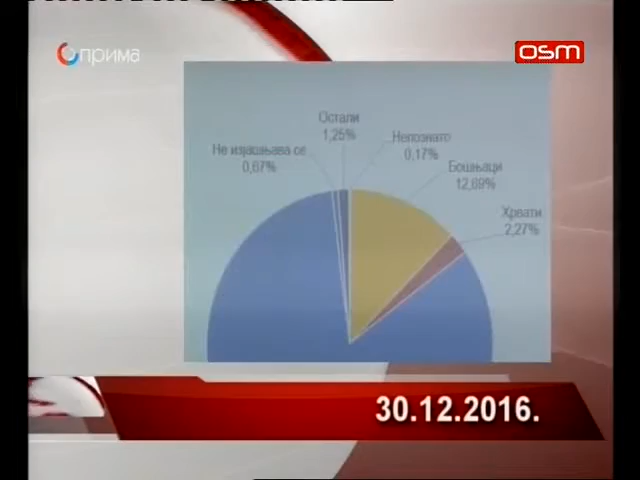 прима
OSM
Остали
1,25%
Непознато
0,17%
Не изјашњава се
0,67%
Бошњаци
12,69%
Хрвати
2,27%
30.12.2016.